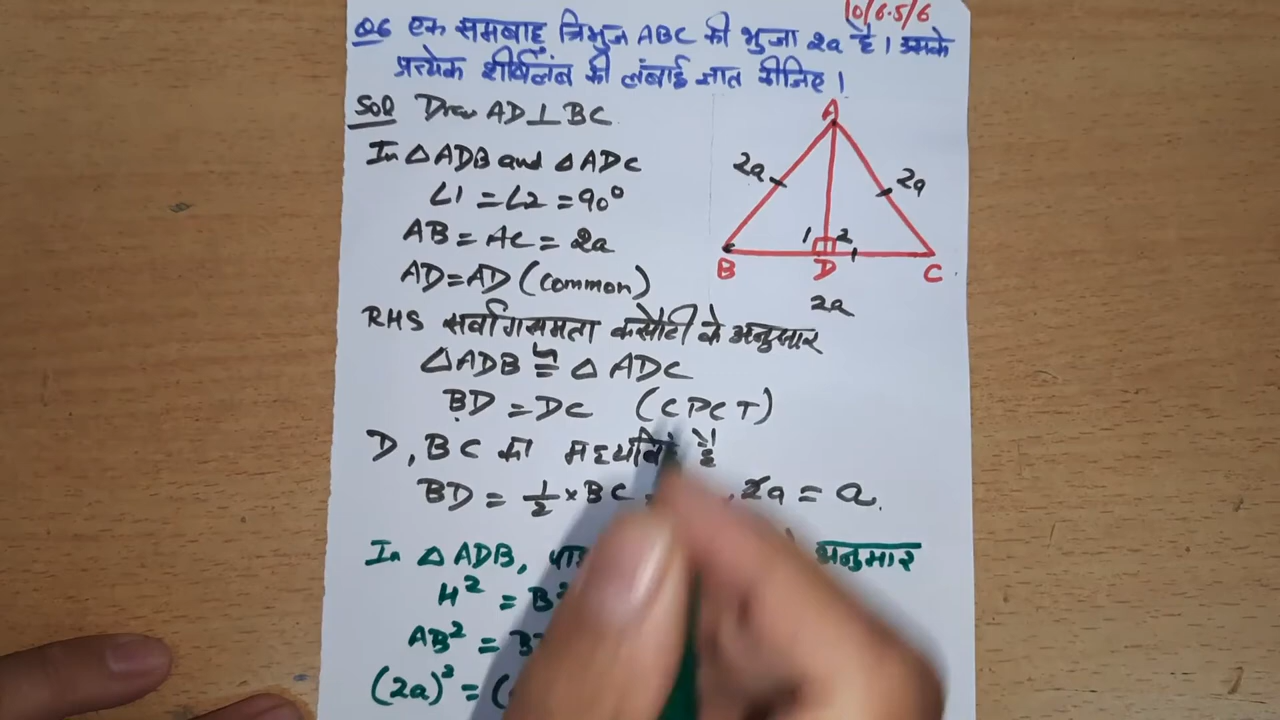 10/6.5/6
Q6 एक समबाहु त्रिभुज ABC की भुजा 2a है। उसके
प्रत्येक शीर्षलंब की लंबाई ज्ञात कीजिए।
Sol Draw AD⊥BC
In △ADB and △ADC
∠1 = ∠2 = 90°
AB = AC = 2a
AD = AD (common)
RHS सर्वांगसमता कसौटी के अनुसार
△ADB ≅ △ADC
BD = DC (CPCT)
D, BC का मध्यबिंदु है
BD = 1/2 × BC = 2a = a.
In △ADB, अनुसार
H² = B²
AB² =
(2a)² = (
A
2a
2a
1 2
B D C
2a